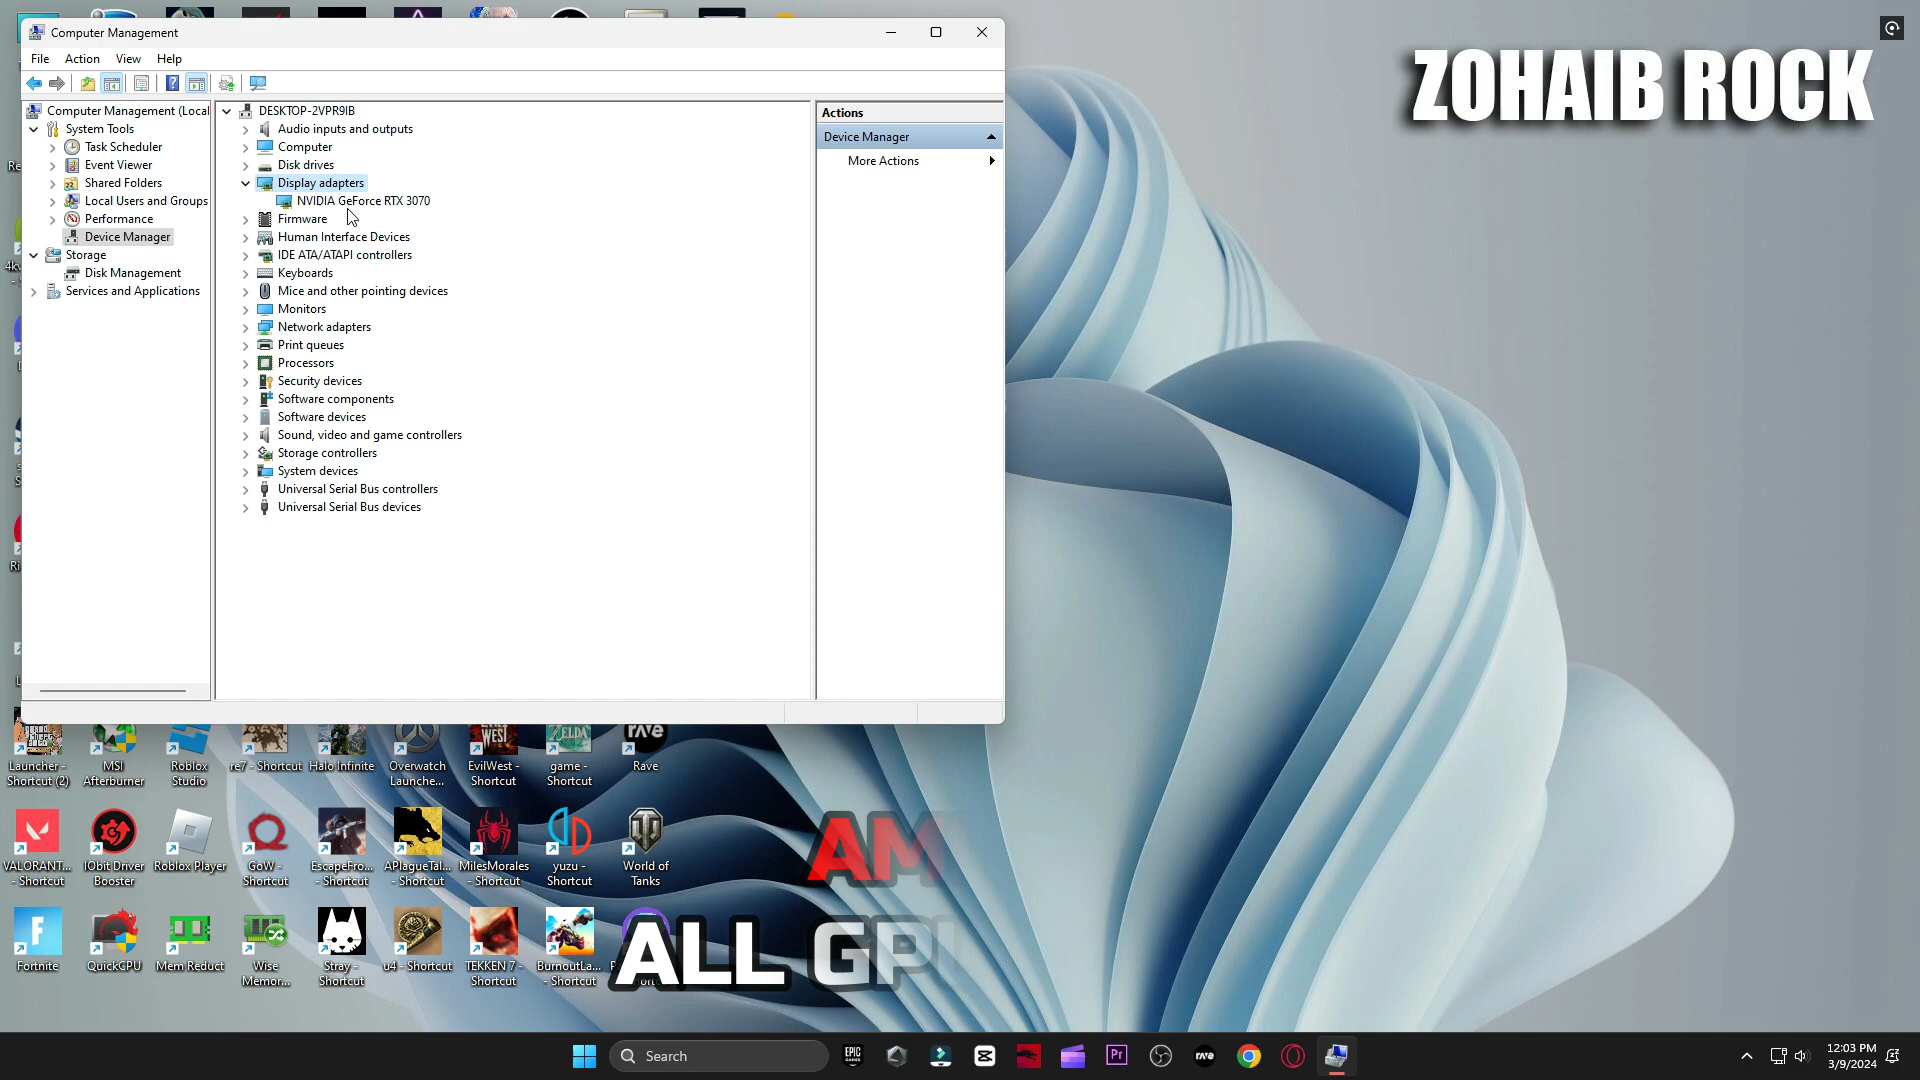 Computer Management
ZOHAIB ROCK
File Action View Help
Computer Management (Local
System Tools
Task Scheduler
Event Viewer
Shared Folders
Local Users and Groups
Performance
Device Manager
Storage
Disk Management
Services and Applications
DESKTOP-2VPR9IB
Audio inputs and outputs
Computer
Disk drives
Display adapters
NVIDIA GeForce RTX 3070
Firmware
Human Interface Devices
IDE ATA/ATAPI controllers
Keyboards
Mice and other pointing devices
Monitors
Network adapters
Print queues
Processors
Security devices
Software components
Software devices
Sound, video and game controllers
Storage controllers
System devices
Universal Serial Bus controllers
Universal Serial Bus devices
Actions
Device Manager
More Actions
Launcher -
Shortcut (2)
MSI
Afterburner
Roblox
Studio
re7 - Shortcut
Halo Infinite
Overwatch
Launche...
EvilWest -
Shortcut
game -
Shortcut
Rave
VALORANT...
- Shortcut
IObit Driver
Booster
Roblox Player
GoW -
Shortcut
EscapeFro...
- Shortcut
APlagueTal...
- Shortcut
MilesMorales
- Shortcut
yuzu -
Shortcut
World of
Tanks
AM
ALL GP
Fortnite
QuickCPU
Mem Reduct
Wise
Memor...
Stray -
Shortcut
u4 - Shortcut
TEKKEN 7 -
Shortcut
BurnoutLa...
- Shortcut
Search
12:03 PM
3/9/2024